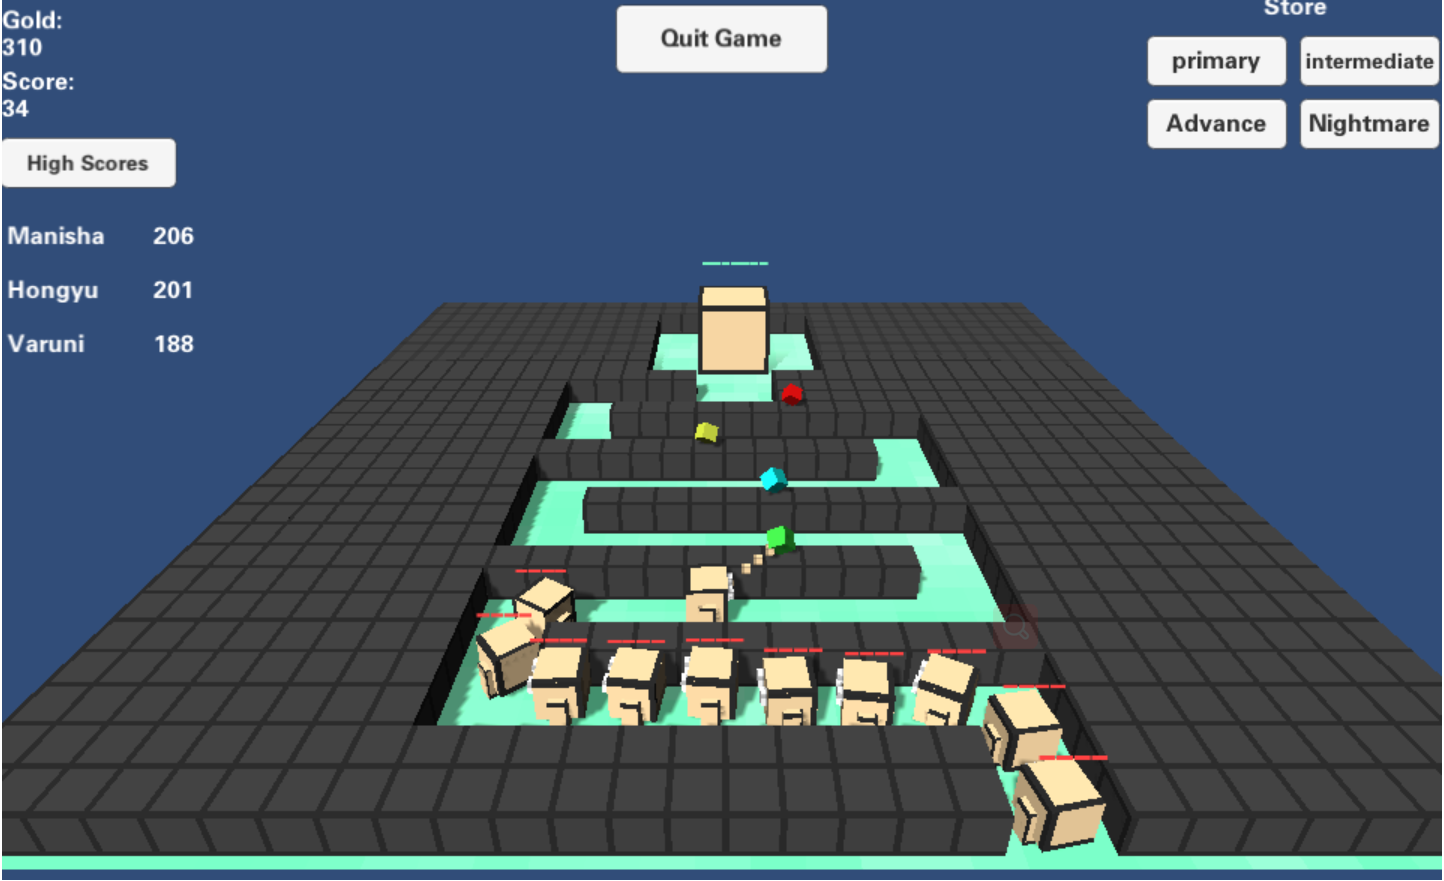 Gold:
310
Score:
34
High Scores
Manisha 206
Hongyu 201
Varuni 188
Quit Game
Store
primary intermediate
Advance Nightmare